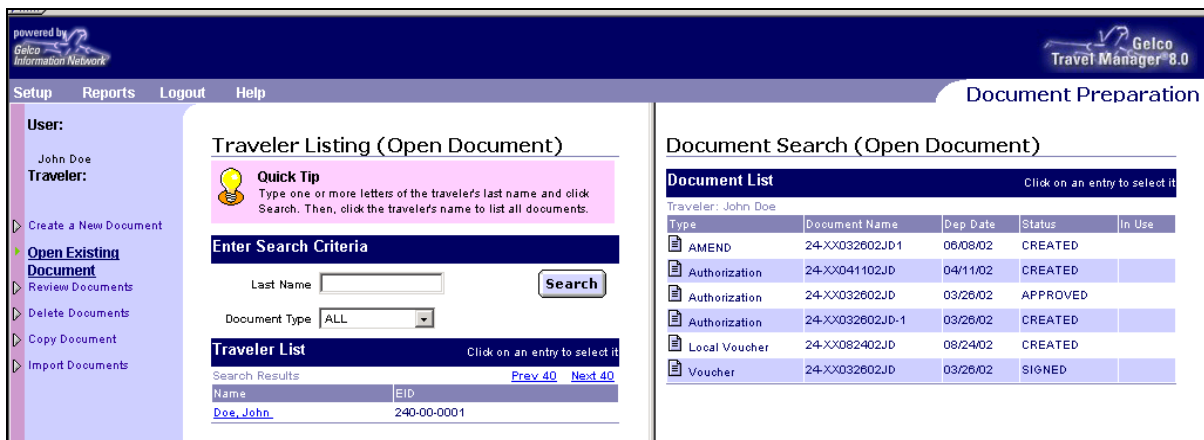 powered by
Gelco
Information Network
Gelco
Travel Manager 8.0
Setup Reports Logout Help
Document Preparation
User:
John Doe
Traveler:
Create a New Document
Open Existing
Document
Review Documents
Delete Documents
Copy Document
Import Documents
Traveler Listing (Open Document)
Quick Tip
Type one or more letters of the traveler's last name and click
Search. Then, click the traveler's name to list all documents.
Enter Search Criteria
Last Name Search
Document Type ALL
Traveler List Click on an entry to select it
Search Results Prev 40 Next 40
Name EID
Doe, John 240-00-0001
Document Search (Open Document)
Document List Click on an entry to select it
Traveler: John Doe
Type Document Name Dep Date Status In Use
AMEND 24-XX032602JD1 06/08/02 CREATED
Authorization 24-XX041102JD 04/11/02 CREATED
Authorization 24-XX032602JD 03/26/02 APPROVED
Authorization 24-XX032602JD-1 03/26/02 CREATED
Local Voucher 24-XX082402JD 08/24/02 CREATED
Voucher 24-XX032602JD 03/26/02 SIGNED